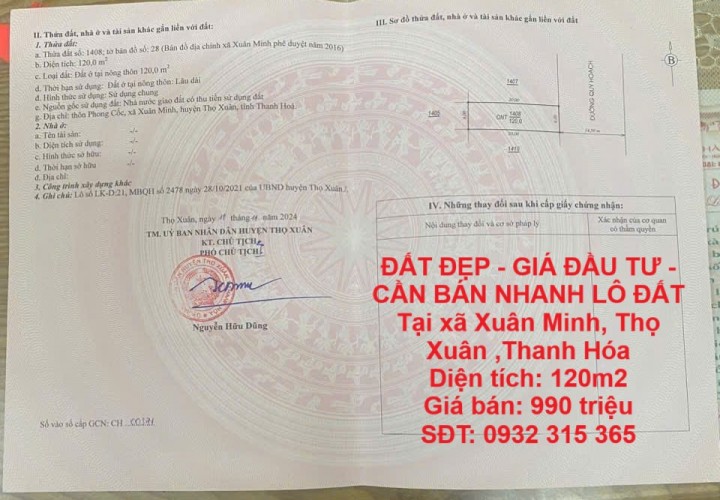 II. Thửa đất, nhà ở và tài sản khác gắn liền với đất:
1. Thửa đất:
a. Thửa đất số: 1408; tờ bản đồ số: 28 (Bản đồ địa chính xã Xuân Minh phê duyệt năm 2016)
b. Diện tích: 120,0 m²
c. Loại đất: Đất ở tại nông thôn 120,0 m²
d. Thời hạn sử dụng: Đất ở tại nông thôn: Lâu dài
đ. Hình thức sử dụng: Sử dụng chung
e. Nguồn gốc sử dụng đất: Nhà nước giao đất có thu tiền sử dụng đất
g. Địa chỉ: thôn Phong Cốc, xã Xuân Minh, huyện Thọ Xuân, tỉnh Thanh Hoá
2. Nhà ở:
a. Tên tài sản: -/-
b. Diện tích sử dụng: -/-
c. Hình thức sở hữu: -/-
d. Thời hạn sở hữu: -/-
đ. Địa chỉ:
3. Công trình xây dựng khác
4. Ghi chú: Lô số LK-D:21, MBQH số 2478 ngày 28/10/2021 của UBND huyện Thọ Xuân./.
Thọ Xuân, ngày tháng năm 2024
TM. UỶ BAN NHÂN DÂN HUYỆN THỌ XUÂN
KT. CHỦ TỊCH
PHÓ CHỦ TỊCH
Nguyễn Hữu Dũng
Số vào sổ cấp GCN: CH
III. Sơ đồ thửa đất, nhà ở và tài sản khác gắn liền với đất
B
1407
1409
ONT 1408
120,0
1413
ĐƯỜNG QUY HOẠCH
IV. Những thay đổi sau khi cấp giấy chứng nhận:
Nội dung thay đổi và cơ sở pháp lý
Xác nhận của cơ quan
có thẩm quyền
ĐẤT ĐẸP - GIÁ ĐẦU TƯ -
CẦN BÁN NHANH LÔ ĐẤT
Tại xã Xuân Minh, Thọ
Xuân ,Thanh Hóa
Diện tích: 120m2
Giá bán: 990 triệu
SĐT: 0932 315 365